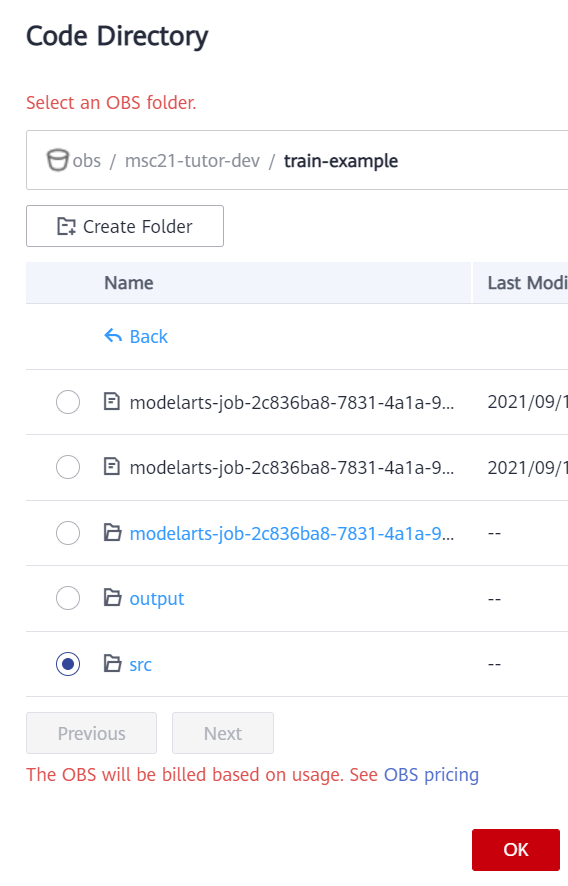 Code Directory
Select an OBS folder.
obs / msc21-tutor-dev / train-example
Create Folder
Name Last Modi
Back
modelarts-job-2c836ba8-7831-4a1a-9... 2021/09/1
modelarts-job-2c836ba8-7831-4a1a-9... 2021/09/1
modelarts-job-2c836ba8-7831-4a1a-9... --
output --
src --
Previous Next
The OBS will be billed based on usage. See OBS pricing
OK